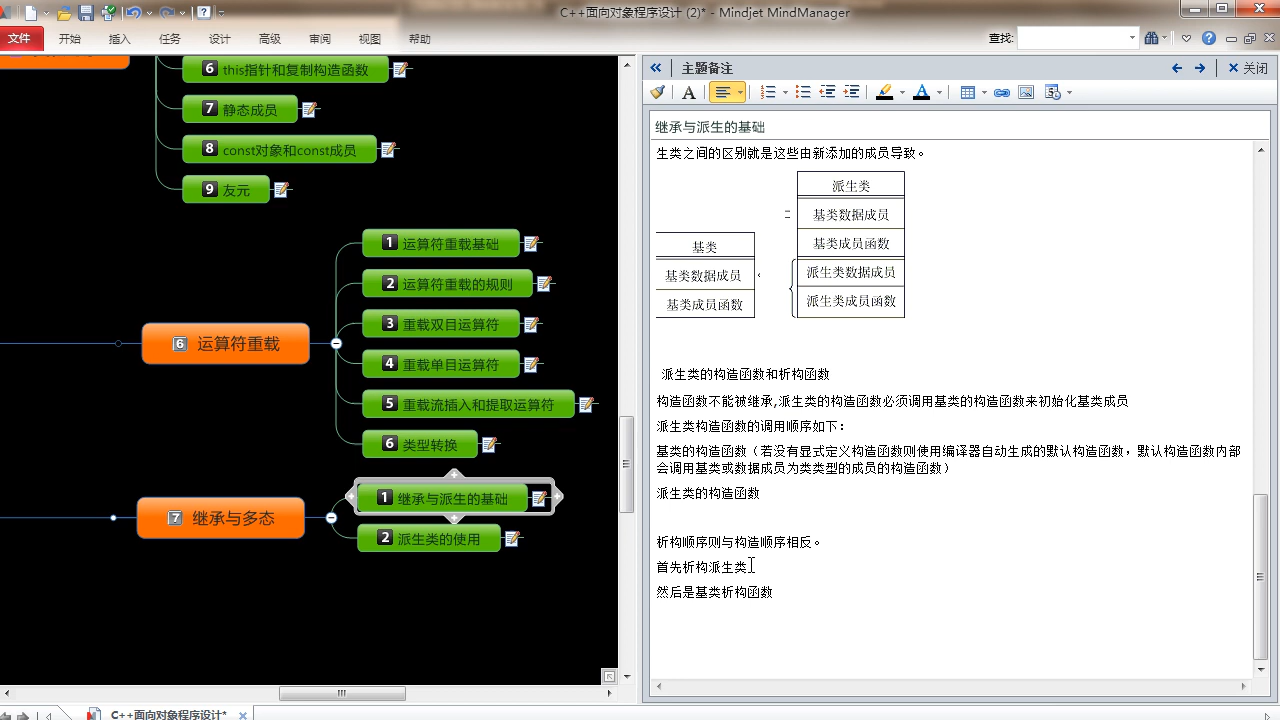 C++面向对象程序设计 (2)* - Mindjet MindManager
文件 开始 插入 任务 设计 高级 审阅 视图 帮助 查找:
6 this指针和复制构造函数
7 静态成员
8 const对象和const成员
9 友元
6 运算符重载
1 运算符重载基础
2 运算符重载的规则
3 重载双目运算符
4 重载单目运算符
5 重载流插入和提取运算符
6 类型转换
7 继承与多态
1 继承与派生的基础
2 派生类的使用
C++面向对象程序设计*
主题备注 关闭
继承与派生的基础
生类之间的区别就是这些由新添加的成员导致。
派生类
基类数据成员
基类成员函数
派生类数据成员
派生类成员函数
基类
基类数据成员
基类成员函数
派生类的构造函数和析构函数
构造函数不能被继承,派生类的构造函数必须调用基类的构造函数来初始化基类成员
派生类构造函数的调用顺序如下:
基类的构造函数（若没有显式定义构造函数则使用编译器自动生成的默认构造函数，默认构造函数内部
会调用基类或数据成员为类类型的成员的构造函数）
派生类的构造函数
析构顺序则与构造顺序相反。
首先析构派生类
然后是基类析构函数